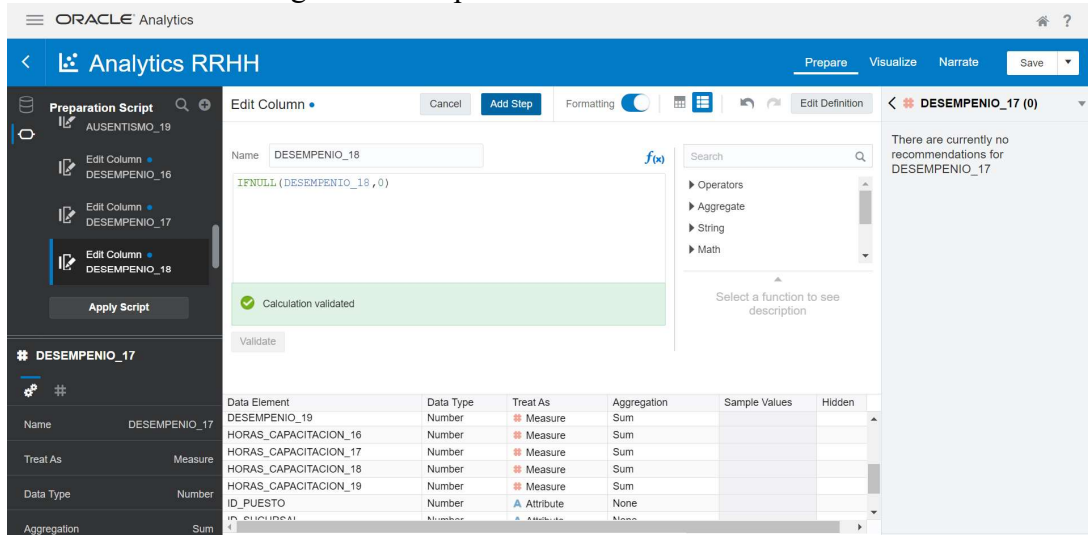 ORACLE Analytics
?
Analytics RRHH
Prepare Visualize Narrate Save
Preparation Script
AUSENTISMO_19
Edit Column
DESEMPENIO_16
Edit Column
DESEMPENIO_17
Edit Column
DESEMPENIO_18
Apply Script
# DESEMPENIO_17
#
Name DESEMPENIO_17
Treat As Measure
Data Type Number
Aggregation Sum
Edit Column Cancel Add Step Formatting Edit Definition
Name DESEMPENIO_18 f(x)
IFNULL(DESEMPENIO_18,0)
Calculation validated
Validate
Search
Operators
Aggregate
String
Math
Select a function to see
description
Data Element Data Type Treat As Aggregation Sample Values Hidden
DESEMPENIO_19 Number # Measure Sum
HORAS_CAPACITACION_16 Number # Measure Sum
HORAS_CAPACITACION_17 Number # Measure Sum
HORAS_CAPACITACION_18 Number # Measure Sum
HORAS_CAPACITACION_19 Number # Measure Sum
ID_PUESTO Number A Attribute None
ID_SUCURSAL Number A Attribute None
# DESEMPENIO_17 (0)
There are currently no
recommendations for
DESEMPENIO_17